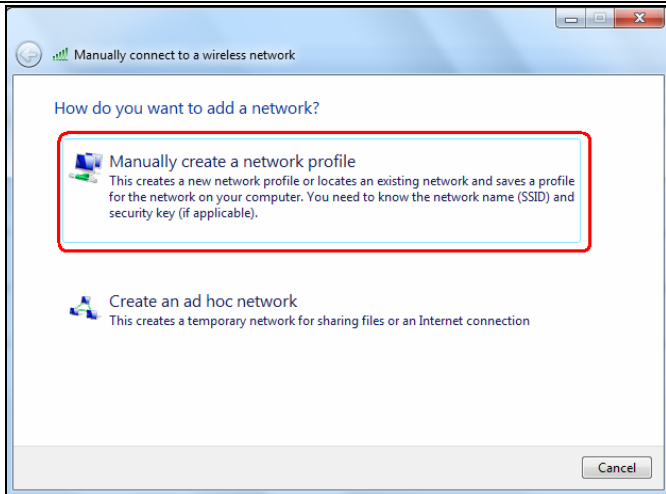 Manually connect to a wireless network
How do you want to add a network?
Manually create a network profile
This creates a new network profile or locates an existing network and saves a profile
for the network on your computer. You need to know the network name (SSID) and
security key (if applicable).
Create an ad hoc network
This creates a temporary network for sharing files or an Internet connection
Cancel